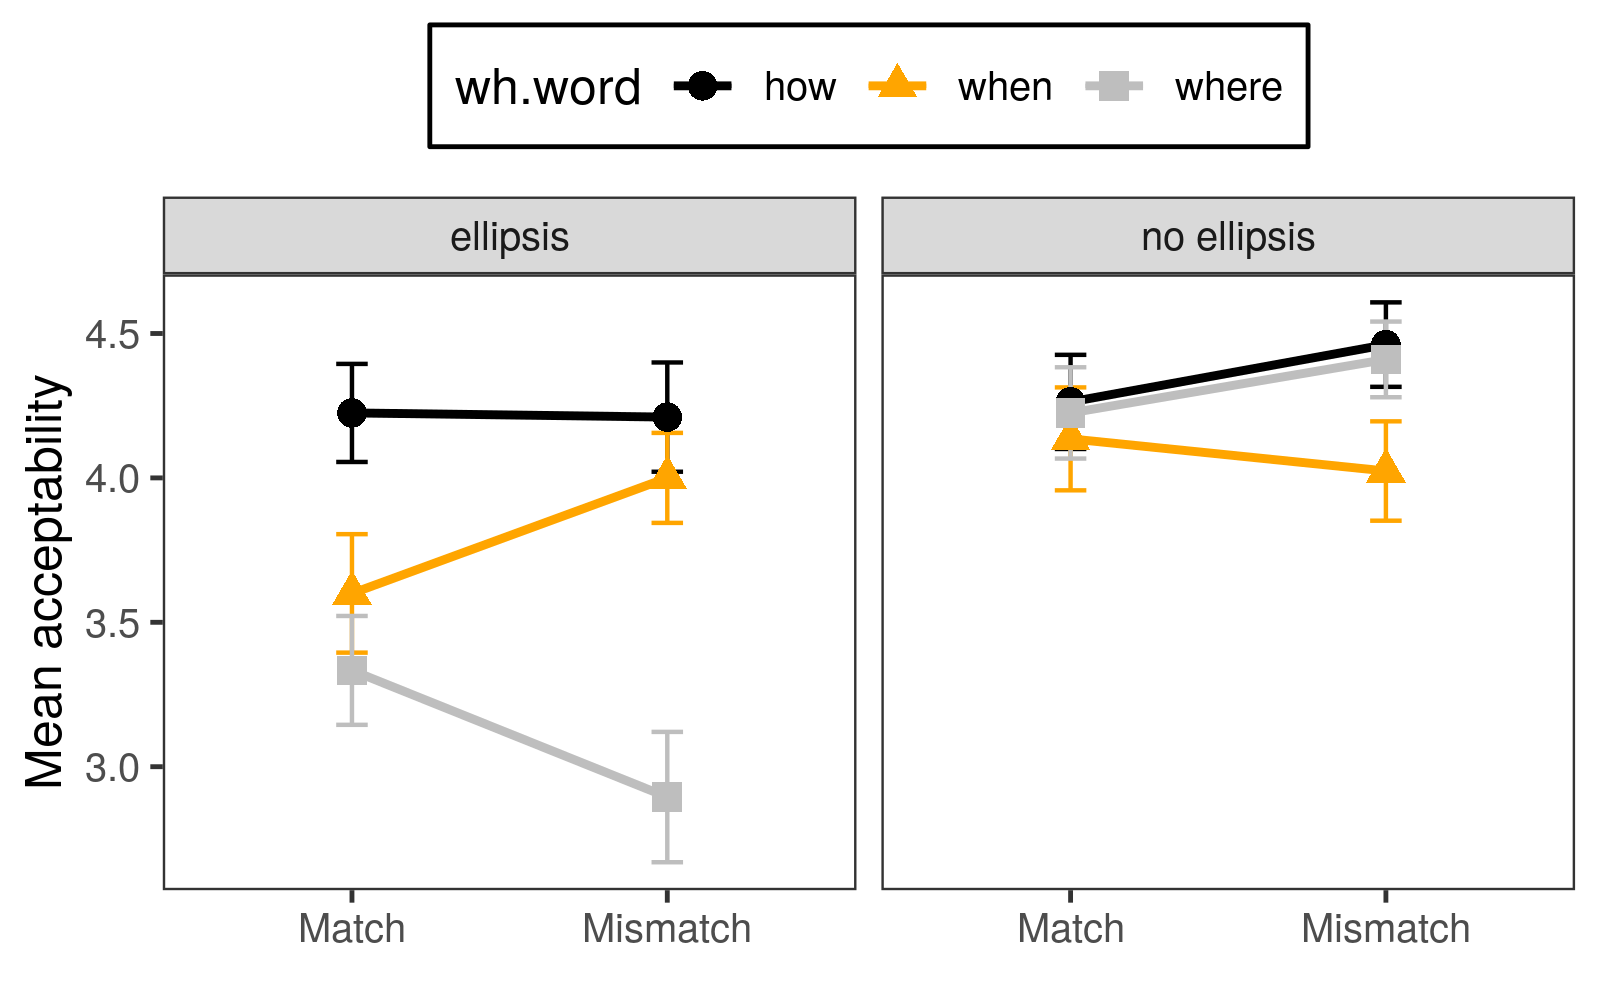 wh.word how when where
ellipsis no ellipsis
Mean acceptability
4.5
4.0
3.5
3.0
Match Mismatch Match Mismatch